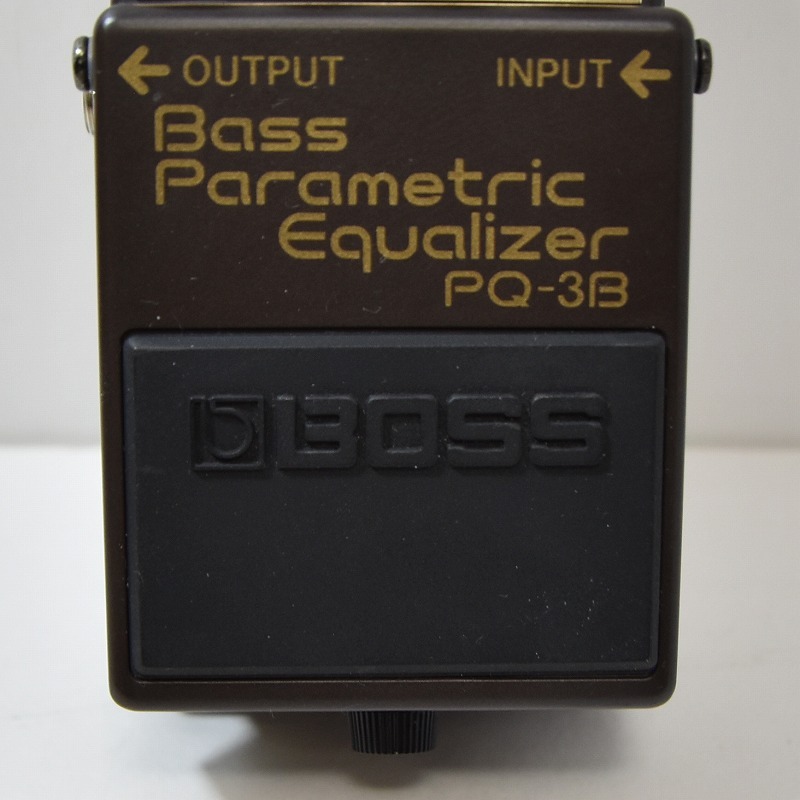 ← OUTPUT INPUT ←
Bass
Parametric
Equalizer
PQ-3B
BOSS